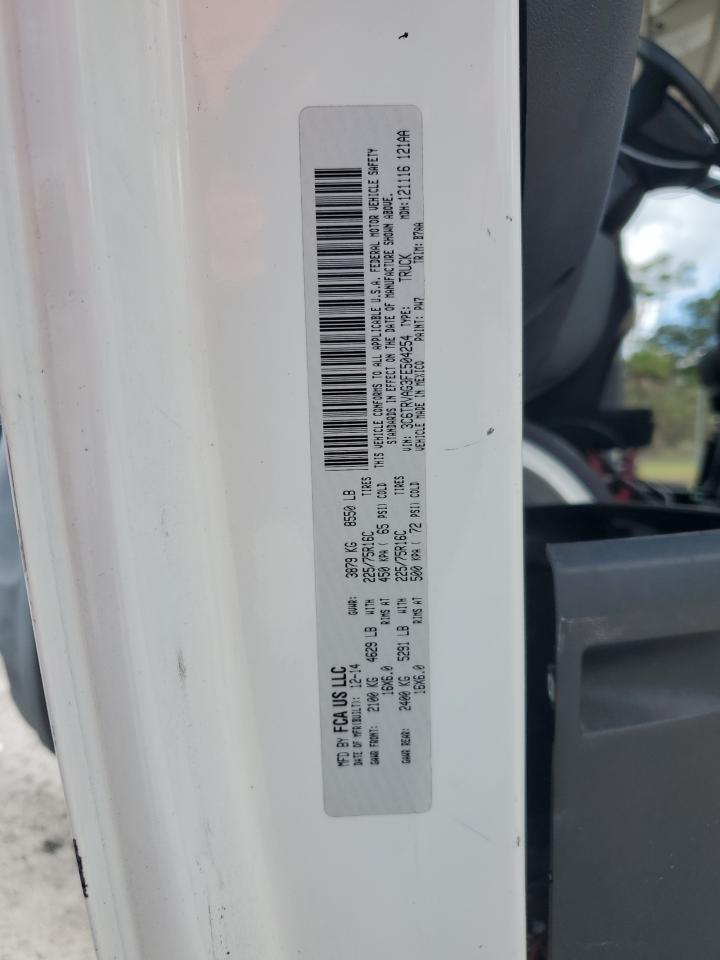 MFD BY FCA US LLC
DATE OF MFR(BUILT): 12-14 GVWR: 3879 KG 8550 LB
GAWR FRONT: 2100 KG 4629 LB WITH 225/75R16C TIRES
16X6.0 RIMS AT 450 KPA ( 65 PSI) COLD
GAWR REAR: 2400 KG 5291 LB WITH 225/75R16C TIRES
16X6.0 RIMS AT 500 KPA ( 72 PSI) COLD
THIS VEHICLE CONFORMS TO ALL APPLICABLE U.S.A. FEDERAL MOTOR VEHICLE SAFETY
STANDARDS IN EFFECT ON THE DATE OF MANUFACTURE SHOWN ABOVE.
VIN: 3C6TRVAG3FE504254 TYPE: TRUCK MDH:121116 121AA
VEHICLE MADE IN MEXICO PAINT: PW7 TRIM: B7AA